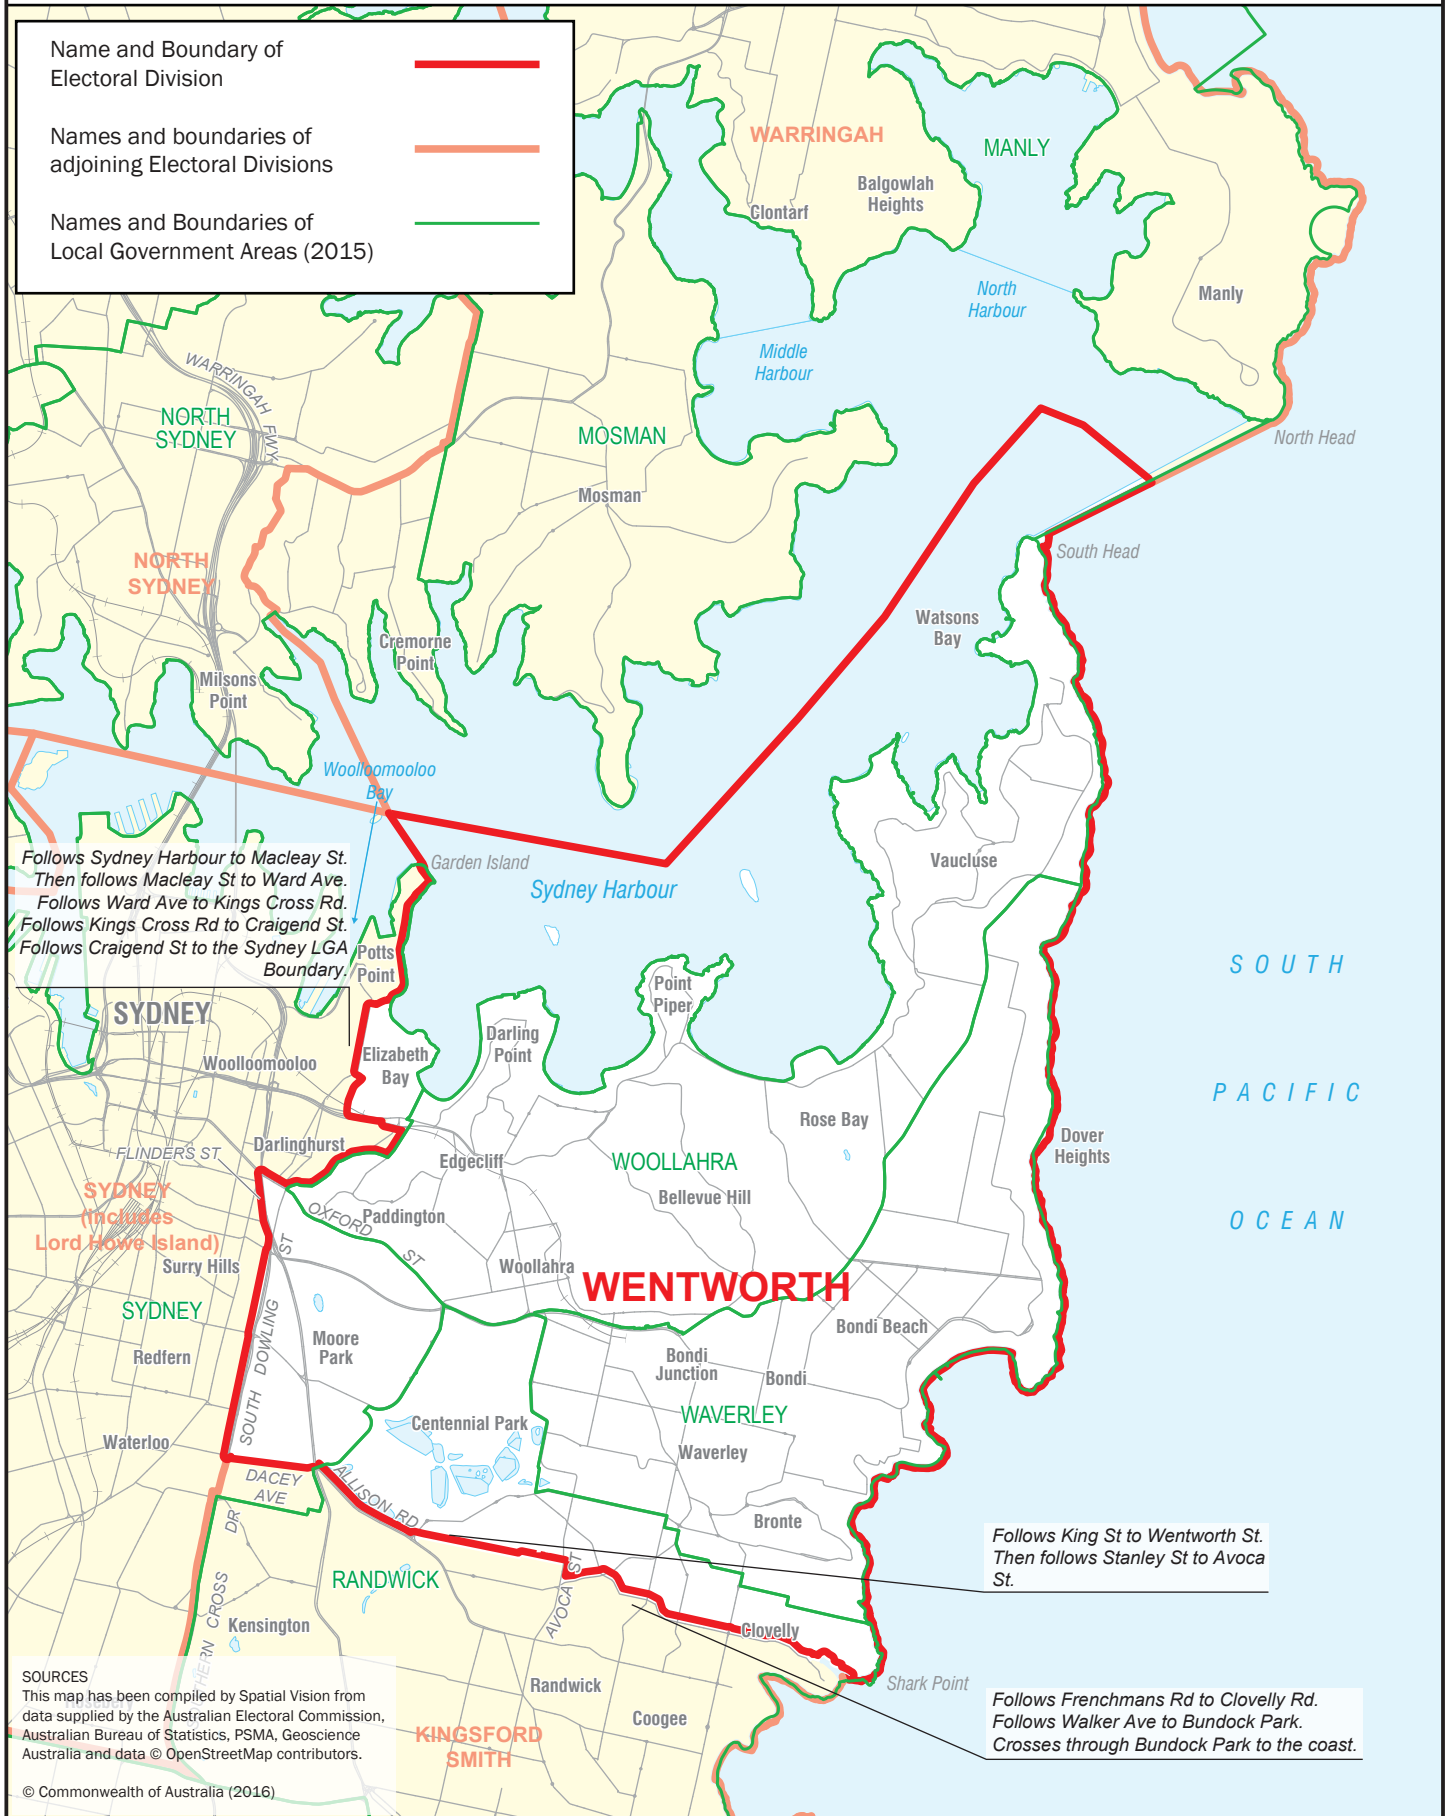 Name and Boundary of
Electoral Division
Names and boundaries of
adjoining Electoral Divisions
Names and Boundaries of
Local Government Areas (2015)
WARRINGAH
MANLY
Balgowlah
Heights
Clontarf
North
Harbour
Manly
Middle
Harbour
WARRINGAH FWY
NORTH
SYDNEY
MOSMAN
North Head
Mosman
NORTH
SYDNEY
South Head
Watsons
Bay
Cremorne
Point
Milsons
Point
Woolloomooloo
Bay
Follows Sydney Harbour to Macleay St.
Then follows Macleay St to Ward Ave.
Follows Ward Ave to Kings Cross Rd.
Follows Kings Cross Rd to Craigend St.
Follows Craigend St to the Sydney LGA
Boundary.
Garden Island
Sydney Harbour
Vaucluse
Potts
Point
Point
Piper
SOUTH
PACIFIC
OCEAN
SYDNEY
Darling
Point
Elizabeth
Bay
Woolloomooloo
Rose Bay
Dover
Heights
Darlinghurst
FLINDERS ST
Edgecliff
WOOLLAHRA
Bellevue Hill
SYDNEY
(includes
Lord Howe Island)
OXFORD ST
Paddington
Surry Hills
Woollahra
WENTWORTH
SYDNEY
SOUTH DOWLING ST
Moore
Park
Bondi Beach
Redfern
Bondi
Junction
Bondi
Centennial Park
WAVERLEY
Waterloo
Waverley
DACEY
AVE
ALLISON RD
Bronte
Follows King St to Wentworth St.
Then follows Stanley St to Avoca
St.
RANDWICK
AVOCA ST
SOUTHERN CROSS DR
Kensington
Clovelly
Shark Point
Randwick
Coogee
KINGSFORD
SMITH
Follows Frenchmans Rd to Clovelly Rd.
Follows Walker Ave to Bundock Park.
Crosses through Bundock Park to the coast.
SOURCES
This map has been compiled by Spatial Vision from
data supplied by the Australian Electoral Commission,
Australian Bureau of Statistics, PSMA, Geoscience
Australia and data © OpenStreetMap contributors.
© Commonwealth of Australia (2016)